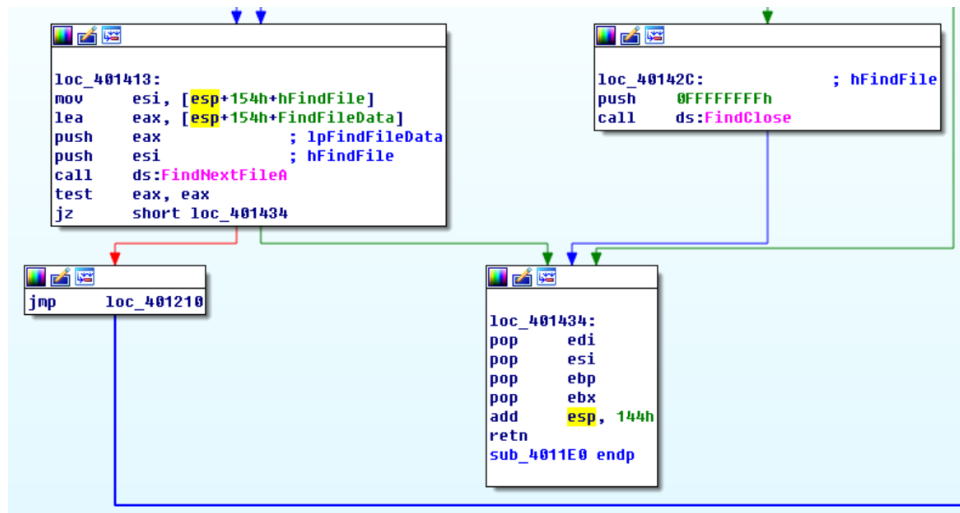 loc_401413:
mov esi, [esp+154h+hFindFile]
lea eax, [esp+154h+FindFileData]
push eax ; lpFindFileData
push esi ; hFindFile
call ds:FindNextFileA
test eax, eax
jz short loc_401434
loc_40142C: ; hFindFile
push 0FFFFFFFFh
call ds:FindClose
jmp loc_401210
loc_401434:
pop edi
pop esi
pop ebp
pop ebx
add esp, 144h
retn
sub_4011E0 endp